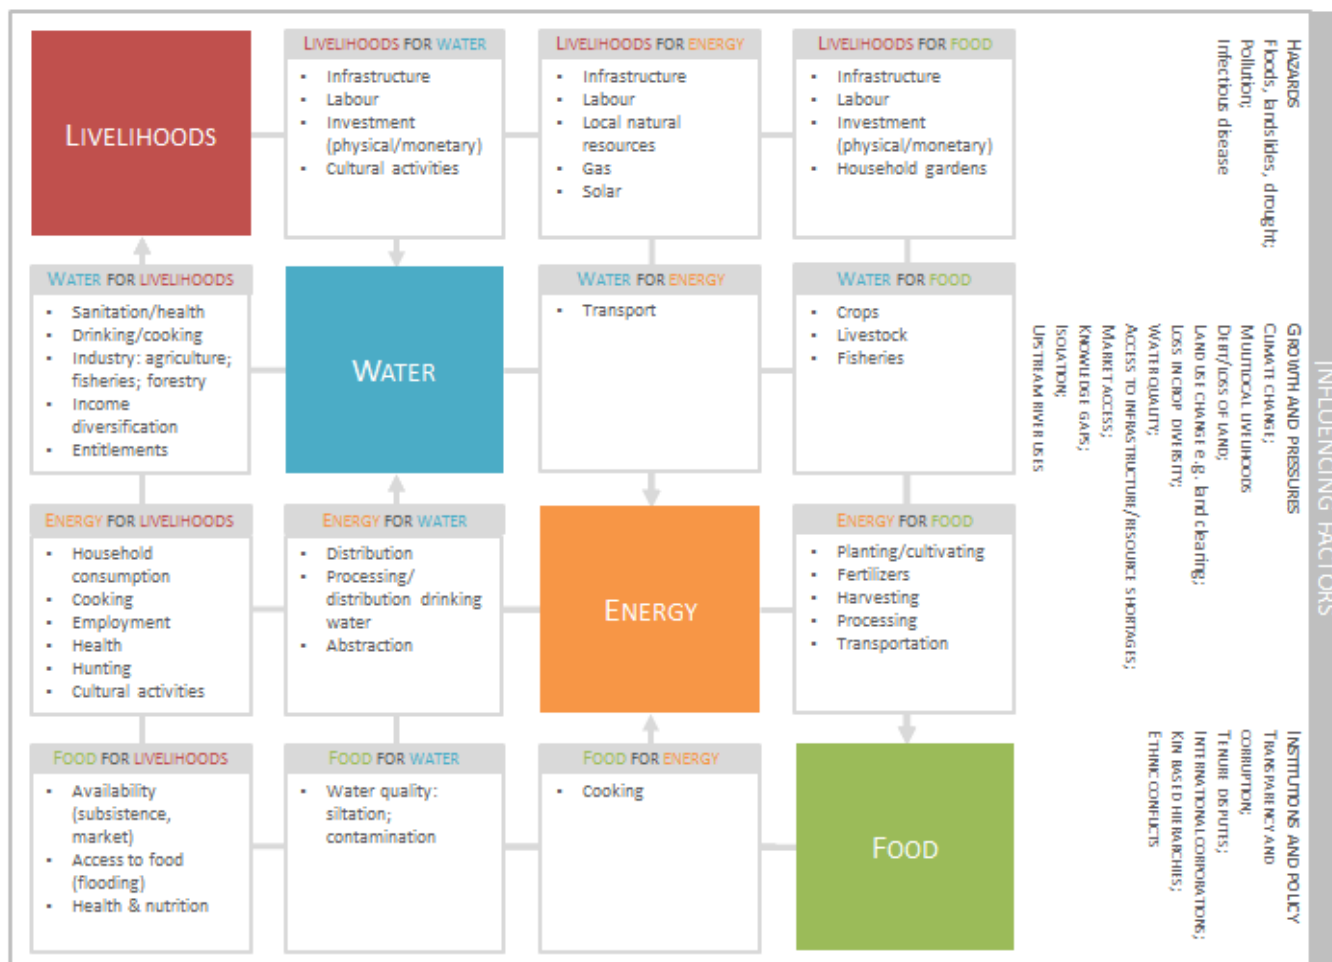 LIVELIHOODS
LIVELIHOODS FOR WATER
▪ Infrastructure
▪ Labour
▪ Investment
(physical/monetary)
▪ Cultural activities
LIVELIHOODS FOR ENERGY
▪ Infrastructure
▪ Labour
▪ Local natural
resources
▪ Gas
▪ Solar
LIVELIHOODS FOR FOOD
▪ Infrastructure
▪ Labour
▪ Investment
(physical/monetary)
▪ Household gardens
WATER FOR LIVELIHOODS
▪ Sanitation/health
▪ Drinking/cooking
▪ Industry: agriculture;
fisheries; forestry
▪ Income
diversification
▪ Entitlements
WATER
WATER FOR ENERGY
▪ Transport
WATER FOR FOOD
▪ Crops
▪ Livestock
▪ Fisheries
ENERGY FOR LIVELIHOODS
▪ Household
consumption
▪ Cooking
▪ Employment
▪ Health
▪ Hunting
▪ Cultural activities
ENERGY FOR WATER
▪ Distribution
▪ Processing/
distribution drinking
water
▪ Abstraction
ENERGY
ENERGY FOR FOOD
▪ Planting/cultivating
▪ Fertilizers
▪ Harvesting
▪ Processing
▪ Transportation
FOOD FOR LIVELIHOODS
▪ Availability
(subsistence,
market)
▪ Access to food
(flooding)
▪ Health & nutrition
FOOD FOR WATER
▪ Water quality:
siltation;
contamination
FOOD FOR ENERGY
▪ Cooking
FOOD
INFLUENCING FACTORS
HAZARDS
Floods, landslides, drought;
Pollution;
Infectious disease
GROWTH AND PRESSURES
CLIMATE CHANGE;
MULITLOCAL LIVELIHOODS
DEBT/LOSS OF LAND;
LAND USE CHANGE e.g. land clearing;
LOSS IN CROP DIVERSITY;
WATER QUALITY;
ACCESS TO INFRASTRUCTURE/RESOURCE SHORTAGES;
MARKET ACCESS;
KNOWLEDGE GAPS;
ISOLATION;
UPSTREAM RIVER USES
INSTITUTIONS AND POLICY
TRANSPARENCY AND
CORRUPTION;
TENURE DISPUTES;
INTERNATIONAL CORPORATIONS;
KIN BASED HIERARCHIES;
ETHNIC CONFLICTS